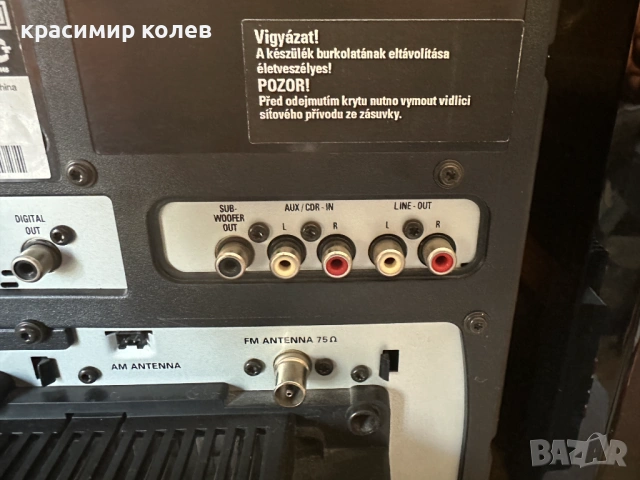 красимир колев
Vigyázat!
A készülék burkolatának eltávolítása
életveszélyes!
POZOR!
Před odejmutím krytu nutno vymout vidlici
síťového přívodu ze zásuvky.
china
DIGITAL
OUT
SUB-
WOOFER
OUT
AUX / CDR - IN
L R
LINE - OUT
L R
AM ANTENNA
FM ANTENNA 75 Ω
BAZAR